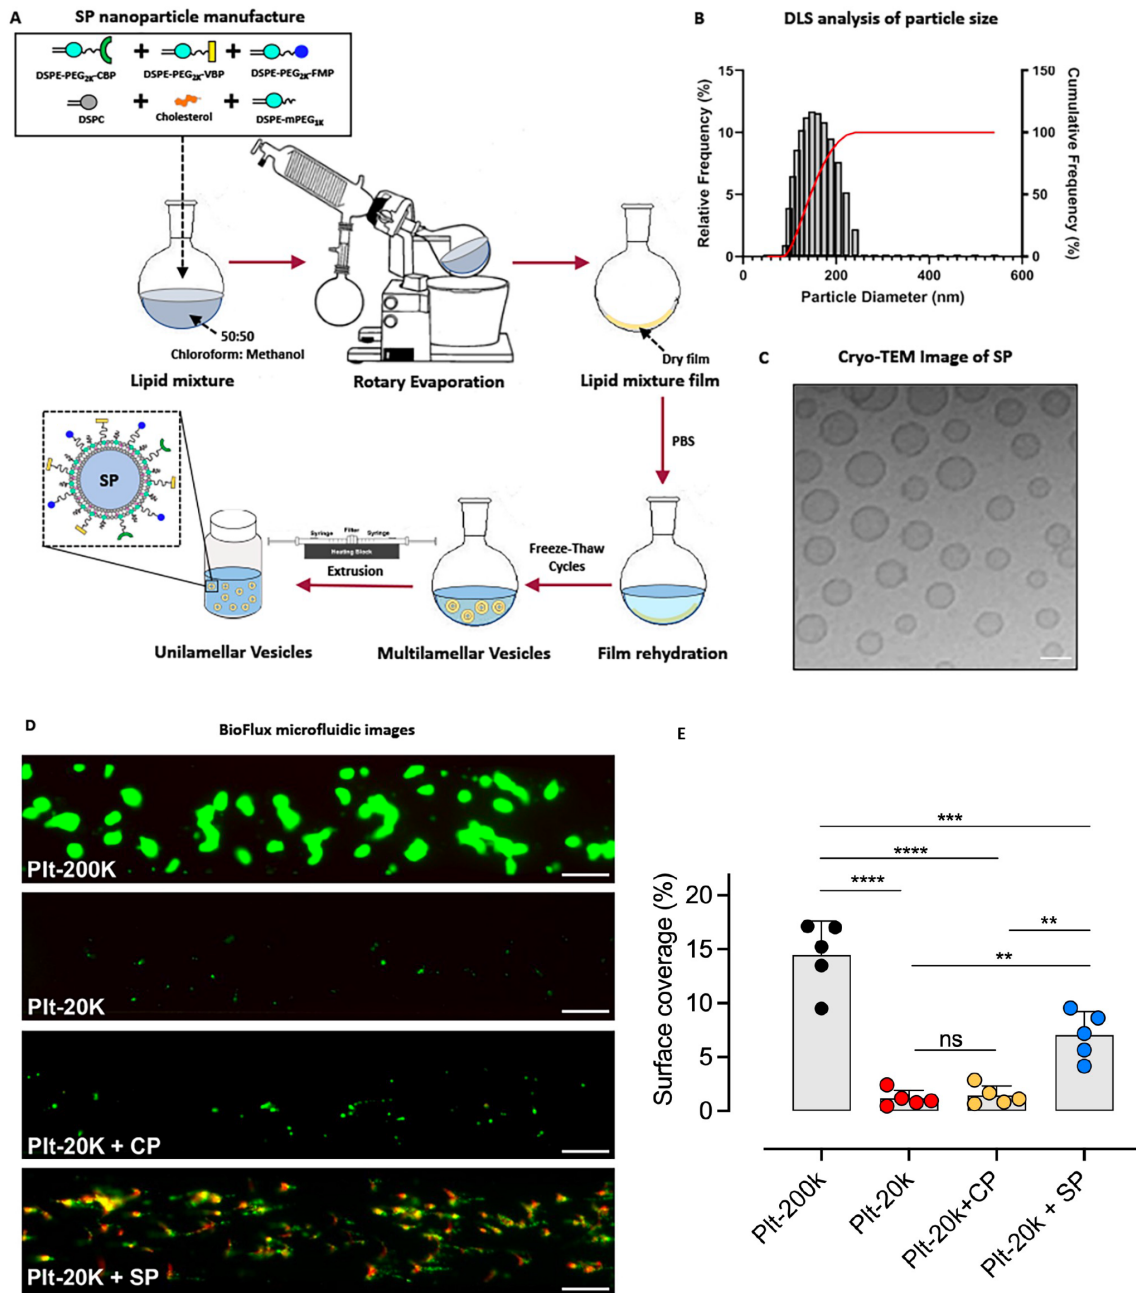 A
SP nanoparticle manufacture
DSPE-PEG2K-CBP
+
DSPE-PEG2K-VBP
+
DSPE-PEG2K-FMP
DSPC
+
Cholesterol
+
DSPE-mPEG1K
50:50
Chloroform: Methanol
Dry film
Lipid mixture
Rotary Evaporation
Lipid mixture film
PBS
SP
Syringe
Filter
Syringe
Heating Block
Extrusion
Freeze-Thaw
Cycles
Unilamellar Vesicles
Multilamellar Vesicles
Film rehydration
B
DLS analysis of particle size
Relative Frequency (%)
15
10
5
0
150
100
50
0
Cumulative Frequency (%)
0
200
400
600
Particle Diameter (nm)
C
Cryo-TEM Image of SP
D
BioFlux microfluidic images
Plt-200K
Plt-20K
Plt-20K + CP
Plt-20K + SP
E
***
****
****
**
**
ns
Surface coverage (%)
20
15
10
5
0
Plt-200k
Plt-20k
Plt-20k+CP
Plt-20k + SP